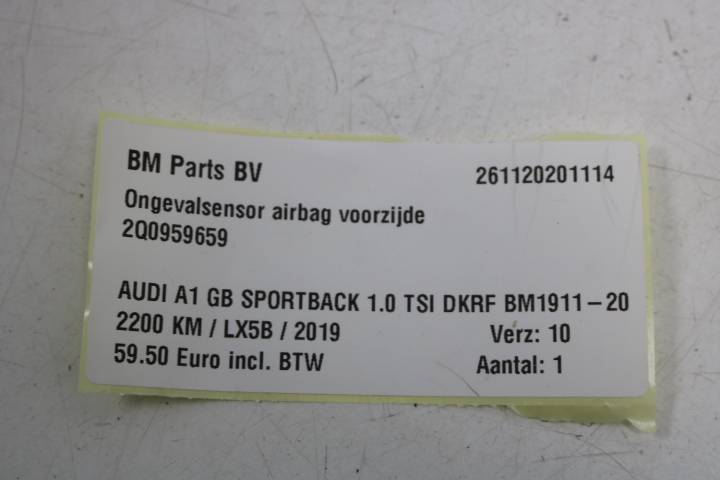 BM Parts BV 261120201114
Ongevalsensor airbag voorzijde
2Q0959659
AUDI A1 GB SPORTBACK 1.0 TSI DKRF BM1911-20
2200 KM / LX5B / 2019 Verz: 10
59.50 Euro incl. BTW Aantal: 1